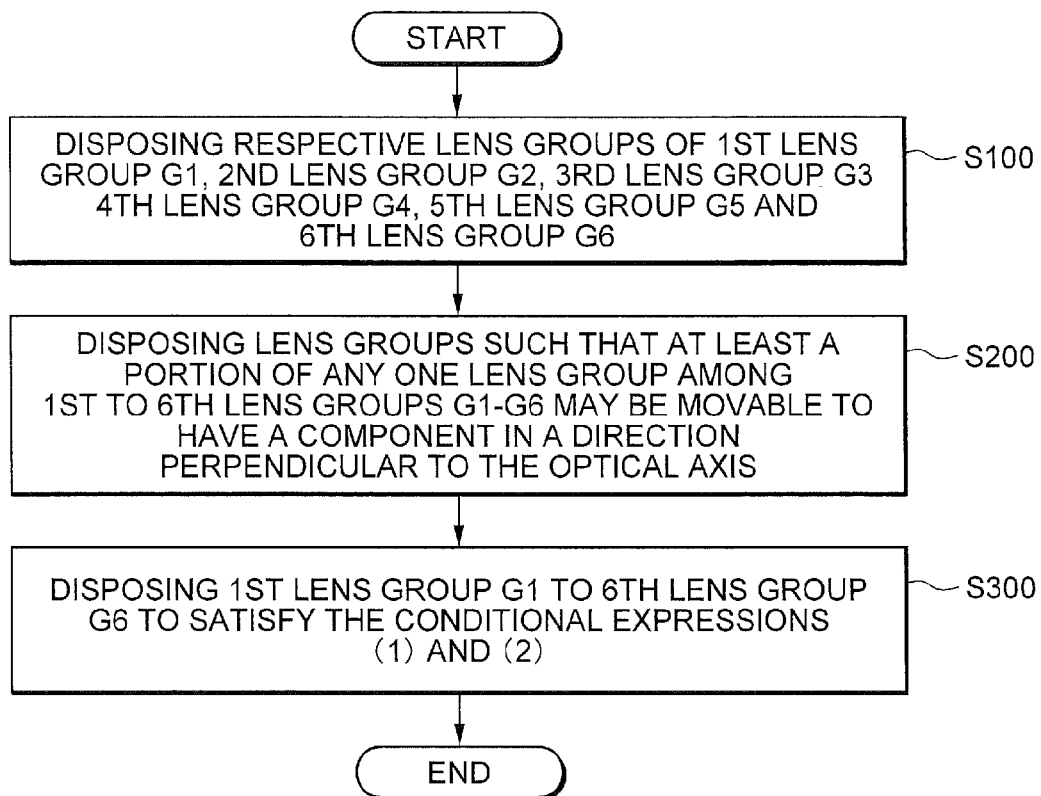 START
DISPOSING RESPECTIVE LENS GROUPS OF 1ST LENS
GROUP G1, 2ND LENS GROUP G2, 3RD LENS GROUP G3
4TH LENS GROUP G4, 5TH LENS GROUP G5 AND
6TH LENS GROUP G6
S100
DISPOSING LENS GROUPS SUCH THAT AT LEAST A
PORTION OF ANY ONE LENS GROUP AMONG
1ST TO 6TH LENS GROUPS G1-G6 MAY BE MOVABLE TO
HAVE A COMPONENT IN A DIRECTION
PERPENDICULAR TO THE OPTICAL AXIS
S200
DISPOSING 1ST LENS GROUP G1 TO 6TH LENS GROUP
G6 TO SATISFY THE CONDITIONAL EXPRESSIONS
(1) AND (2)
S300
END